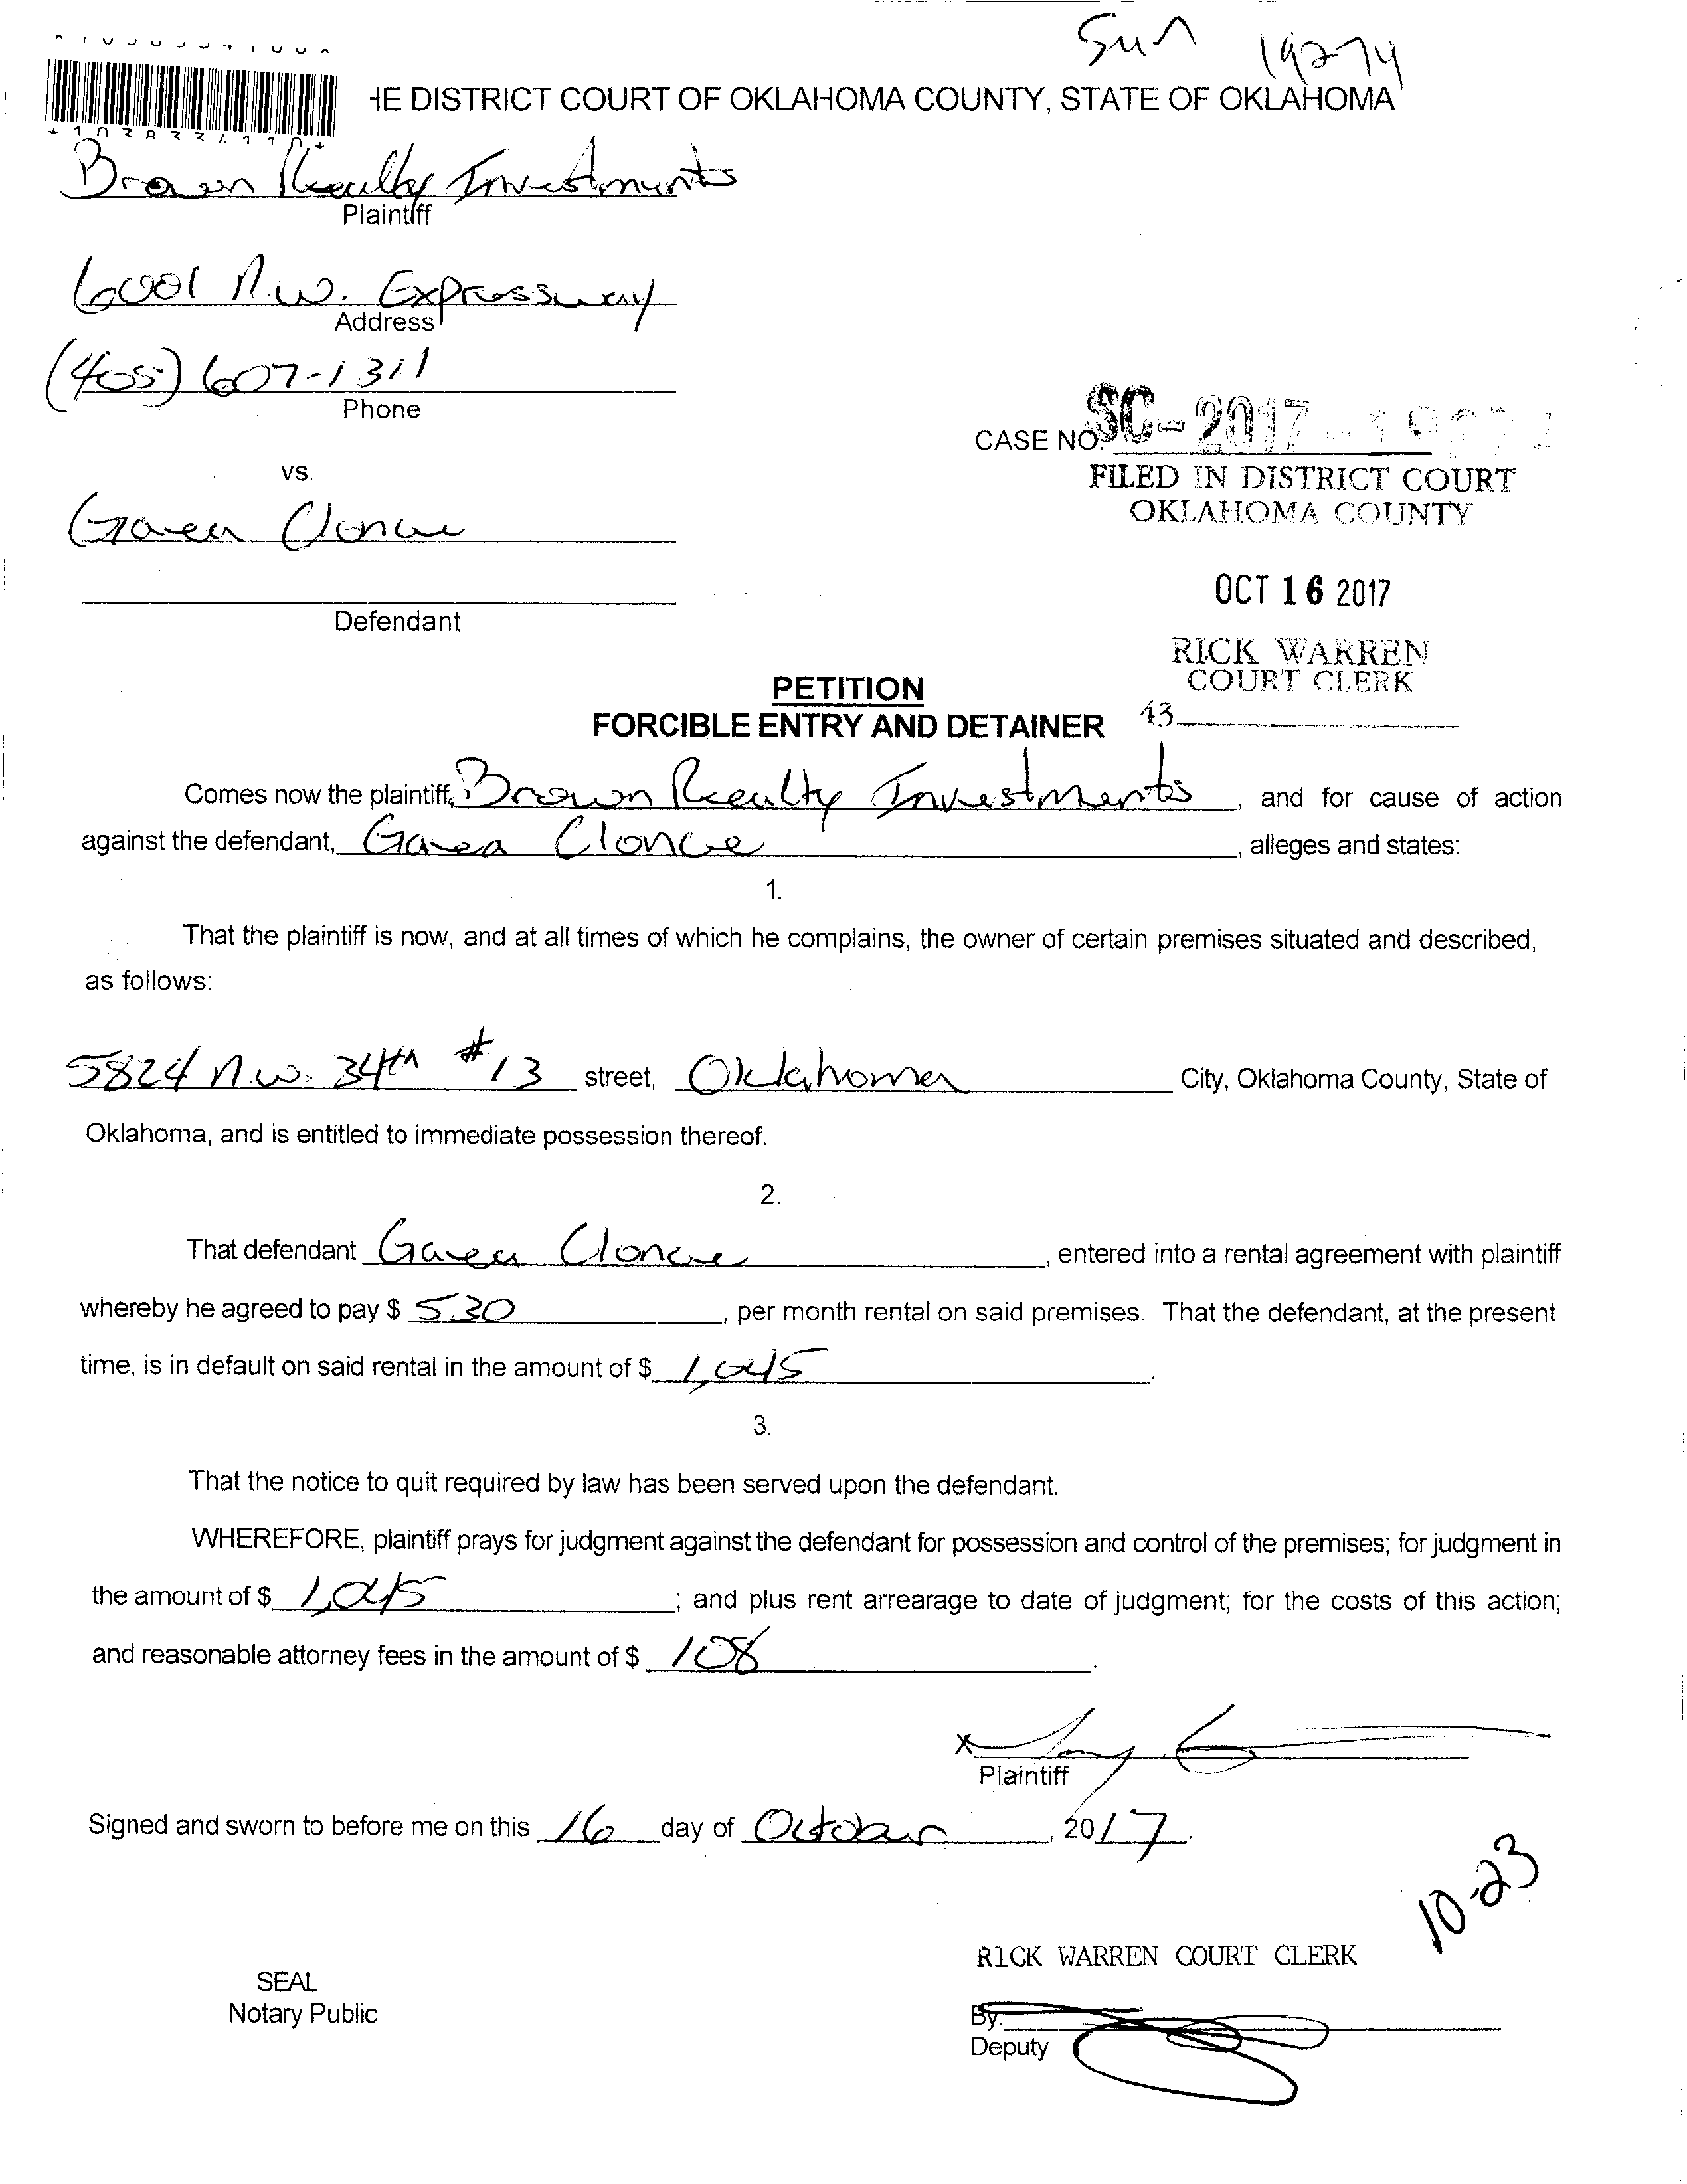 Sun 19274
HE DISTRICT COURT OF OKLAHOMA COUNTY, STATE OF OKLAHOMA
Brown Realty Investments
Plaintiff
6001 N.W. Expressway
Address
(405) 607-1311
Phone
CASE NO. SC-2017-
vs.
FILED IN DISTRICT COURT
OKLAHOMA COUNTY
OCT 16 2017
Defendant
RICK WARREN
COURT CLERK
PETITION
43
FORCIBLE ENTRY AND DETAINER
Comes now the plaintiff, Brown Realty Investments, and for cause of action
against the defendant, , alleges and states:
1.
That the plaintiff is now, and at all times of which he complains, the owner of certain premises situated and described,
as follows:
5824 N.W. 34th #13 street, Oklahoma City, Oklahoma County, State of
Oklahoma, and is entitled to immediate possession thereof.
2.
That defendant , entered into a rental agreement with plaintiff
whereby he agreed to pay $ 530, per month rental on said premises. That the defendant, at the present
time, is in default on said rental in the amount of $ 1,045.
3.
That the notice to quit required by law has been served upon the defendant.
WHEREFORE, plaintiff prays for judgment against the defendant for possession and control of the premises; for judgment in
the amount of $ 1,045; and plus rent arrearage to date of judgment; for the costs of this action;
and reasonable attorney fees in the amount of $ 108.
x
Plaintiff
Signed and sworn to before me on this 16 day of October, 2017.
10-23
RICK WARREN COURT CLERK
SEAL
Notary Public
By:
Deputy